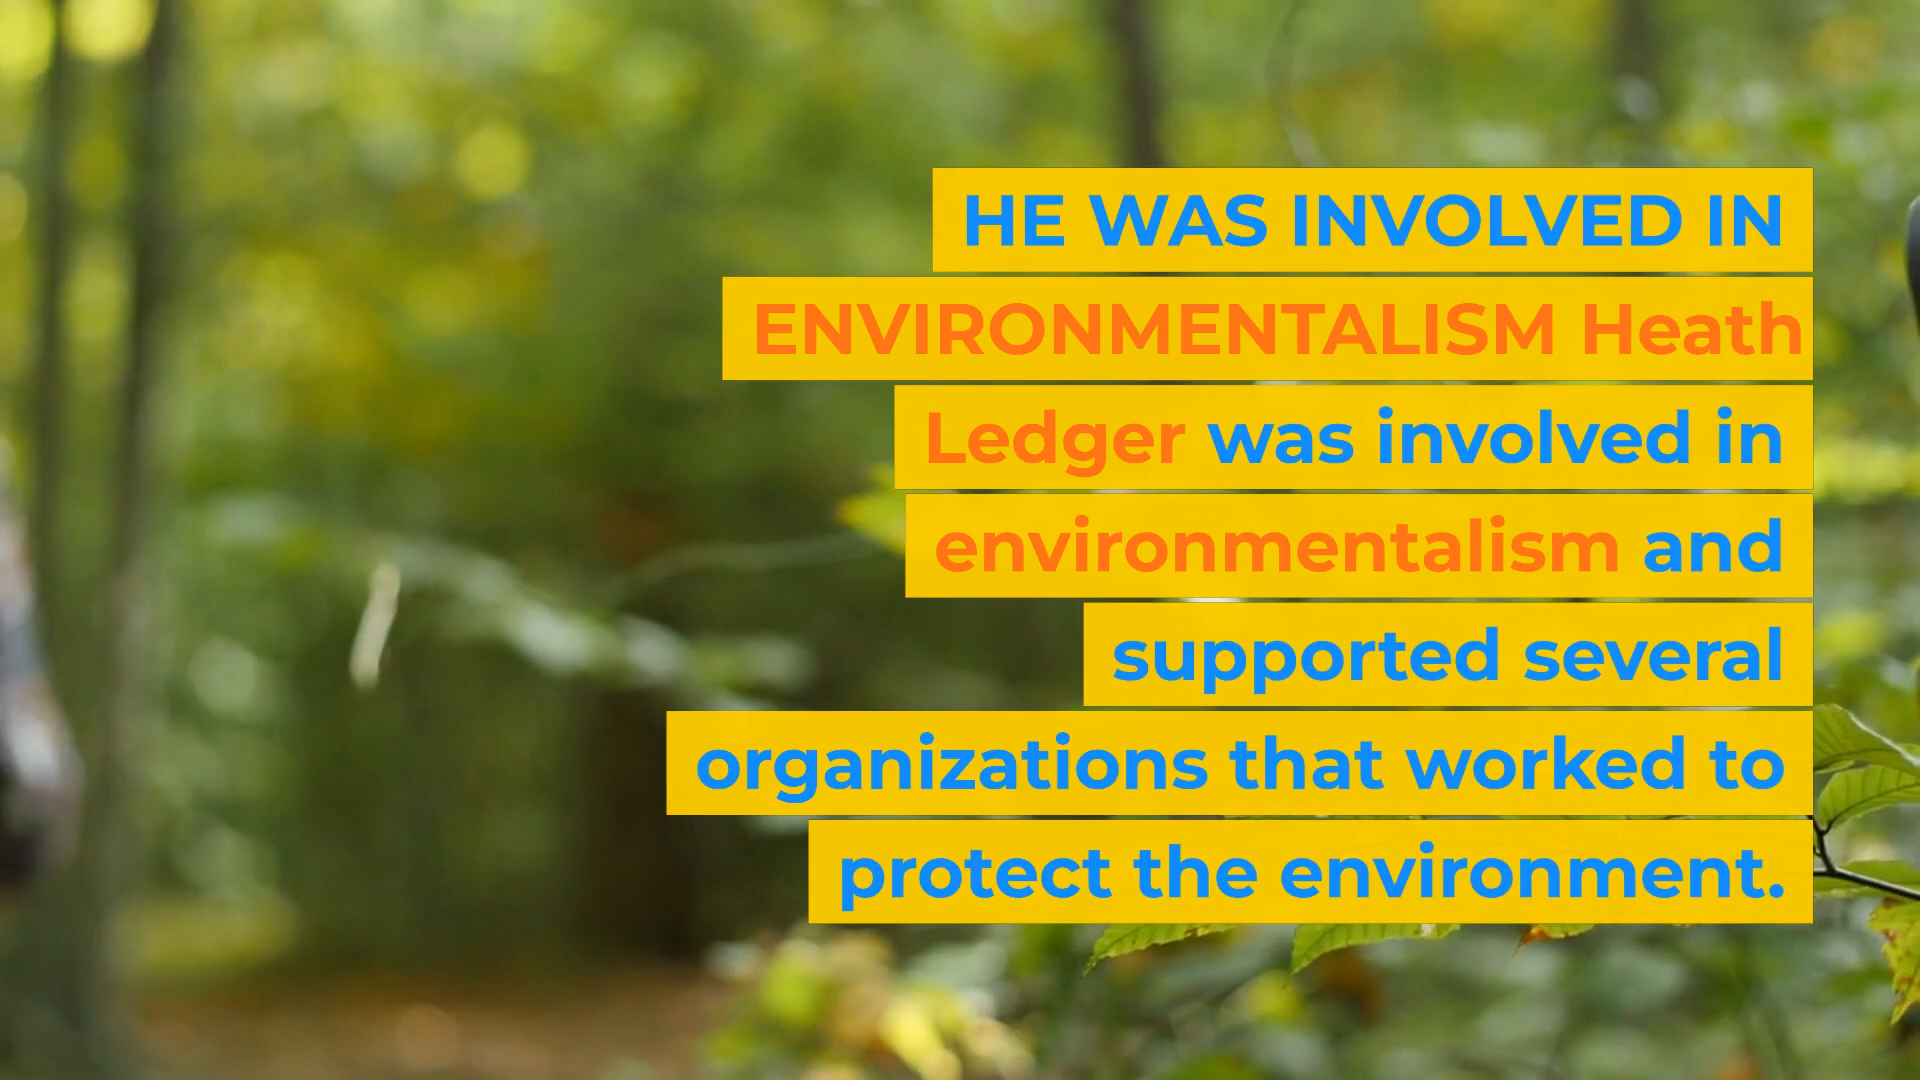 HE WAS INVOLVED IN
ENVIRONMENTALISM Heath
Ledger was involved in
environmentalism and
supported several
organizations that worked to
protect the environment.